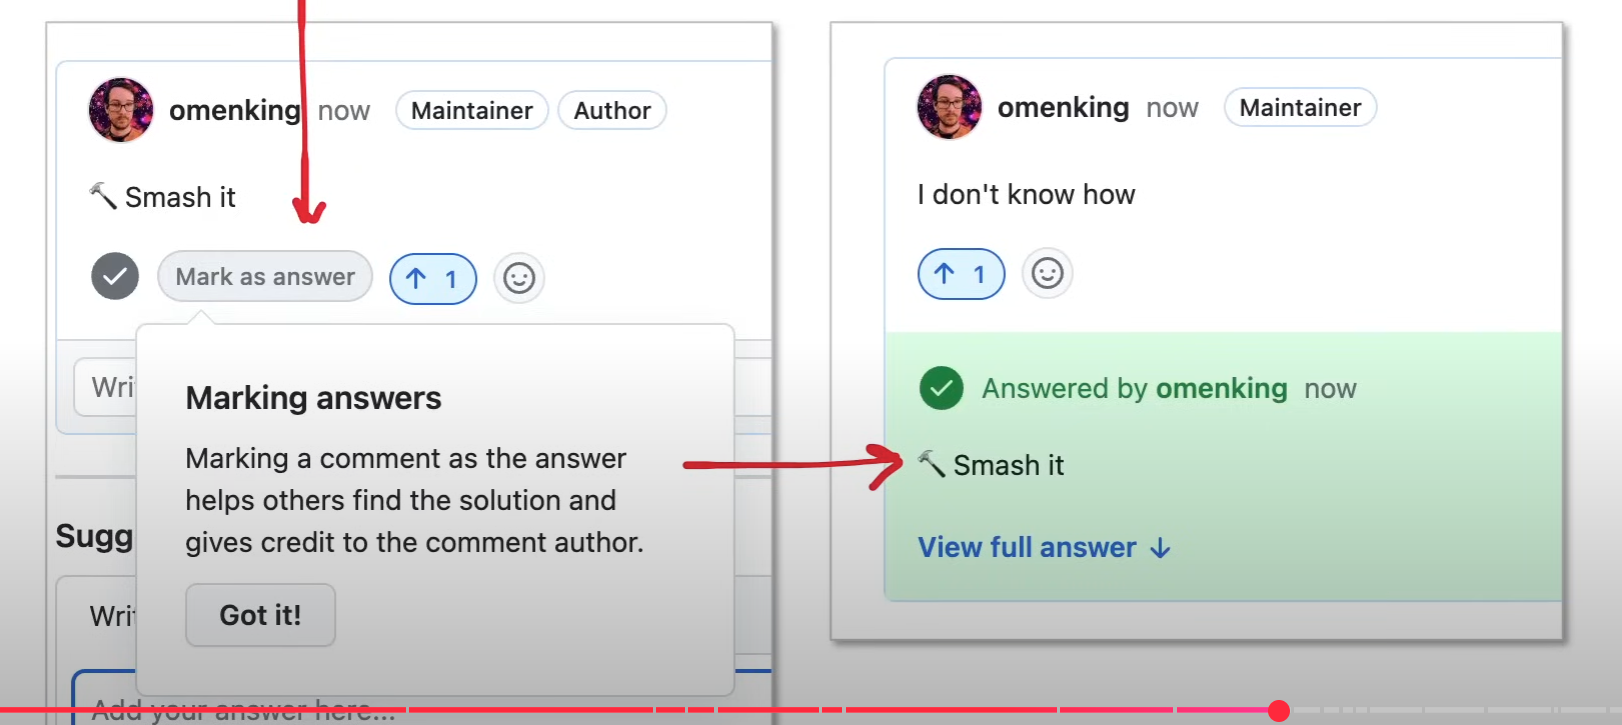 omenking now Maintainer Author
🔨 Smash it
Mark as answer ↑ 1
Wri
Marking answers
Marking a comment as the answer
helps others find the solution and
gives credit to the comment author.
Got it!
Sugg
Writ
Add your answer here...
omenking now Maintainer
I don't know how
↑ 1
Answered by omenking now
🔨 Smash it
View full answer ↓